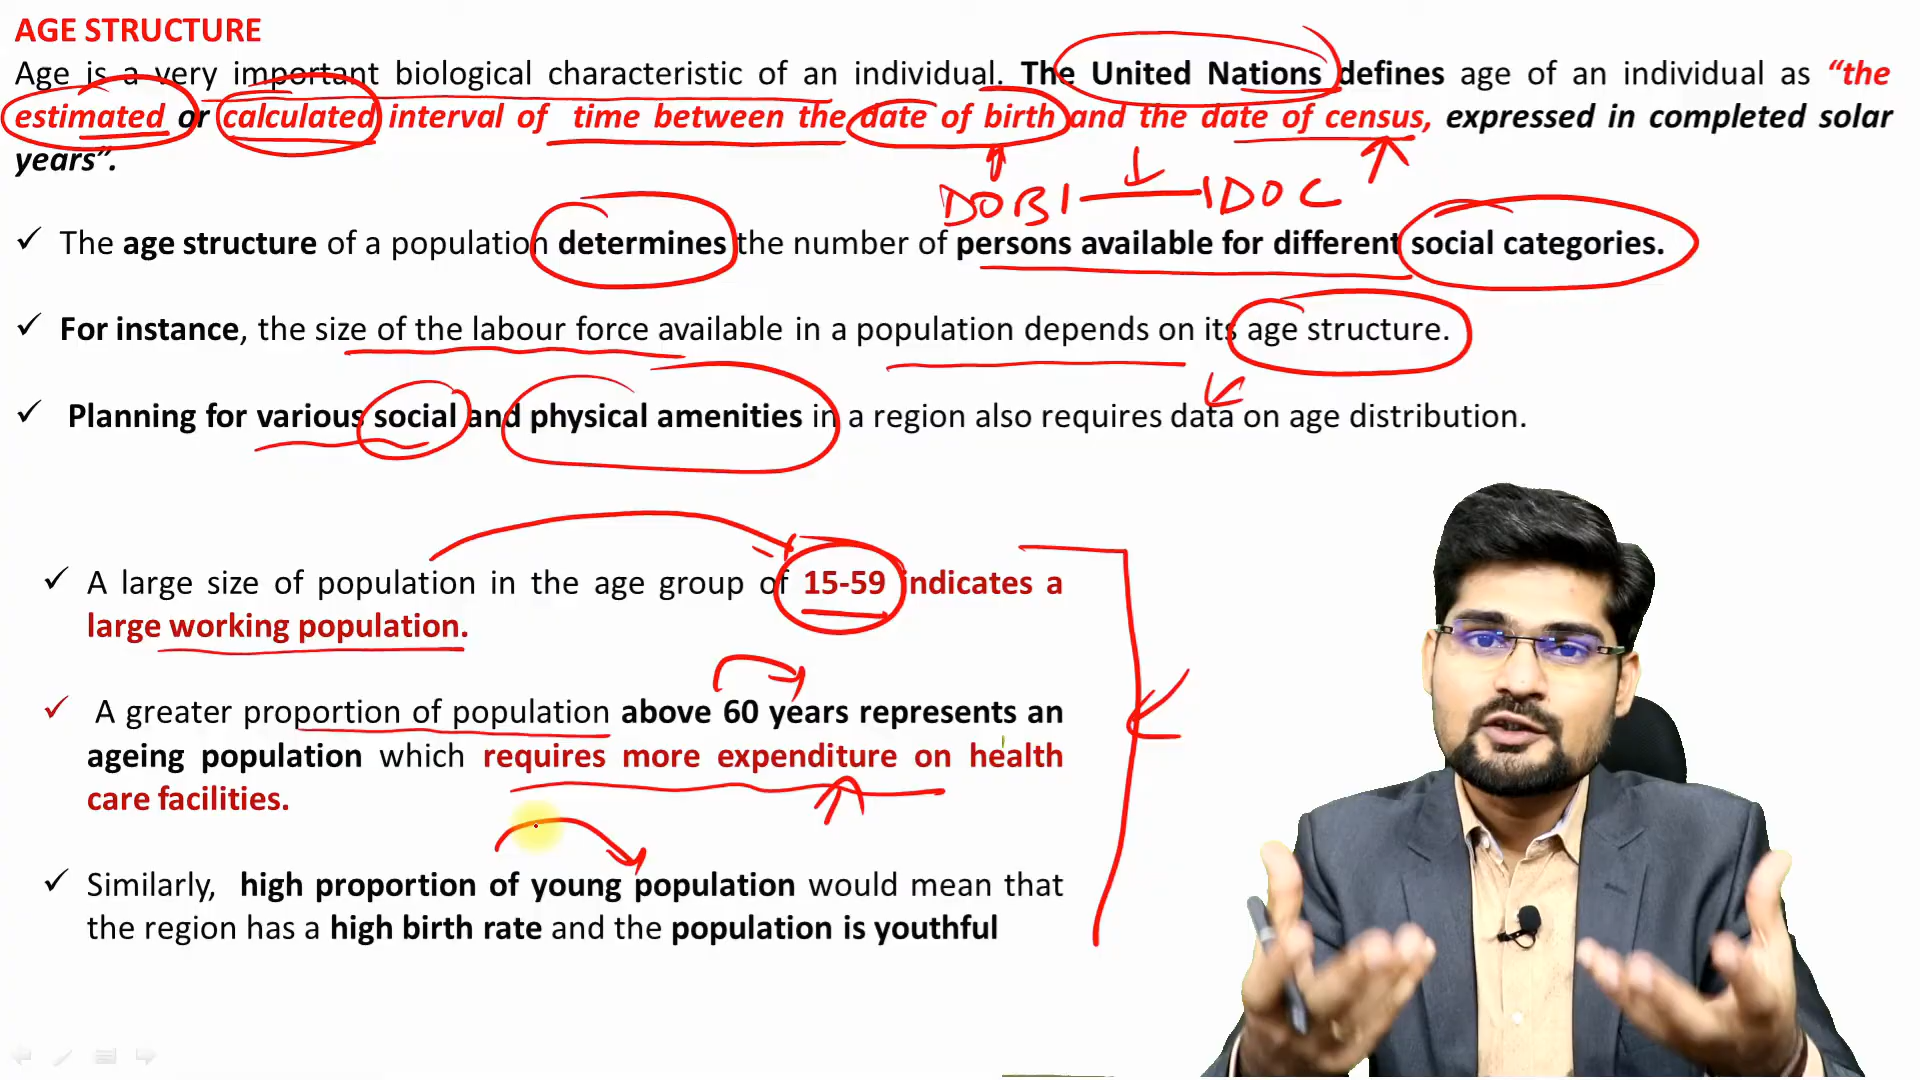 AGE STRUCTURE
Age is a very important biological characteristic of an individual. The United Nations defines age of an individual as “the
estimated or calculated interval of time between the date of birth and the date of census, expressed in completed solar
years”.
DOB DOC
✓ The age structure of a population determines the number of persons available for different social categories.
✓ For instance, the size of the labour force available in a population depends on its age structure.
✓ Planning for various social and physical amenities in a region also requires data on age distribution.
✓ A large size of population in the age group of 15-59 indicates a
large working population.
✓ A greater proportion of population above 60 years represents an
ageing population which requires more expenditure on health
care facilities.
✓ Similarly, high proportion of young population would mean that
the region has a high birth rate and the population is youthful